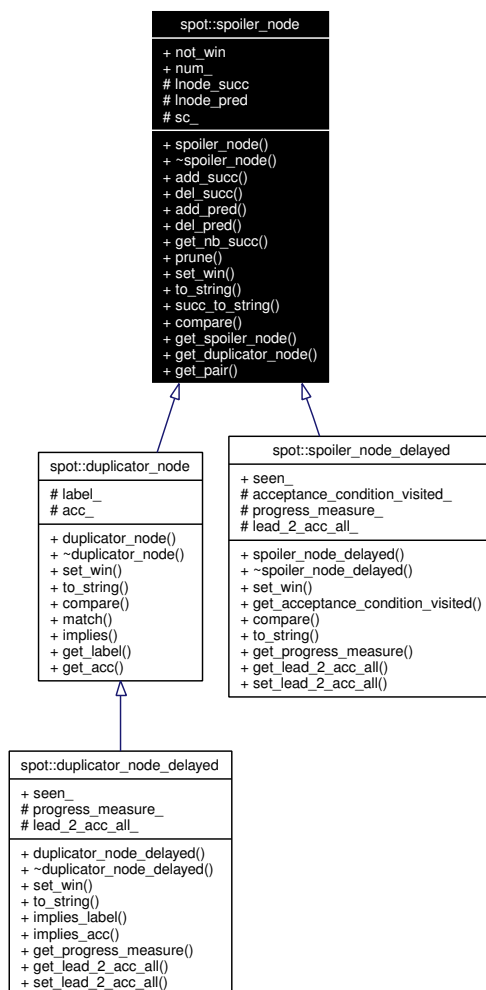 spot::spoiler_node
+ not_win
+ num_
# lnode_succ
# lnode_pred
# sc_
+ spoiler_node()
+ ~spoiler_node()
+ add_succ()
+ del_succ()
+ add_pred()
+ del_pred()
+ get_nb_succ()
+ prune()
+ set_win()
+ to_string()
+ succ_to_string()
+ compare()
+ get_spoiler_node()
+ get_duplicator_node()
+ get_pair()
spot::duplicator_node
# label_
# acc_
+ duplicator_node()
+ ~duplicator_node()
+ set_win()
+ to_string()
+ compare()
+ match()
+ implies()
+ get_label()
+ get_acc()
spot::spoiler_node_delayed
+ seen_
# acceptance_condition_visited_
# progress_measure_
# lead_2_acc_all_
+ spoiler_node_delayed()
+ ~spoiler_node_delayed()
+ set_win()
+ get_acceptance_condition_visited()
+ compare()
+ to_string()
+ get_progress_measure()
+ get_lead_2_acc_all()
+ set_lead_2_acc_all()
spot::duplicator_node_delayed
+ seen_
# progress_measure_
# lead_2_acc_all_
+ duplicator_node_delayed()
+ ~duplicator_node_delayed()
+ set_win()
+ to_string()
+ implies_label()
+ implies_acc()
+ get_progress_measure()
+ get_lead_2_acc_all()
+ set_lead_2_acc_all()